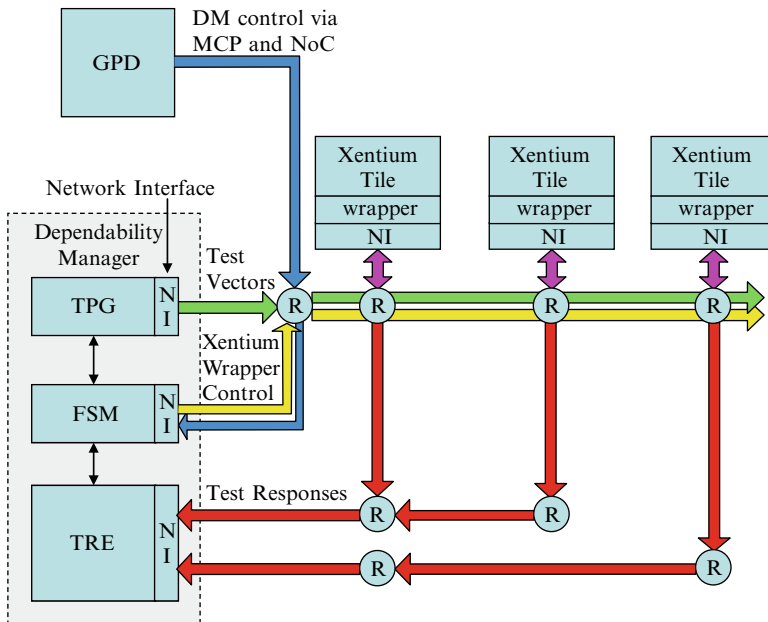 DM control via
MCP and NoC
GPD
Xentium
Tile
wrapper
NI
Xentium
Tile
wrapper
NI
Xentium
Tile
wrapper
NI
Network Interface
Dependability
Manager
Test
Vectors
TPG
N
I
R
R
R
R
Xentium
Wrapper
Control
FSM
N
I
Test Responses
TRE
N
I
R
R
R
R